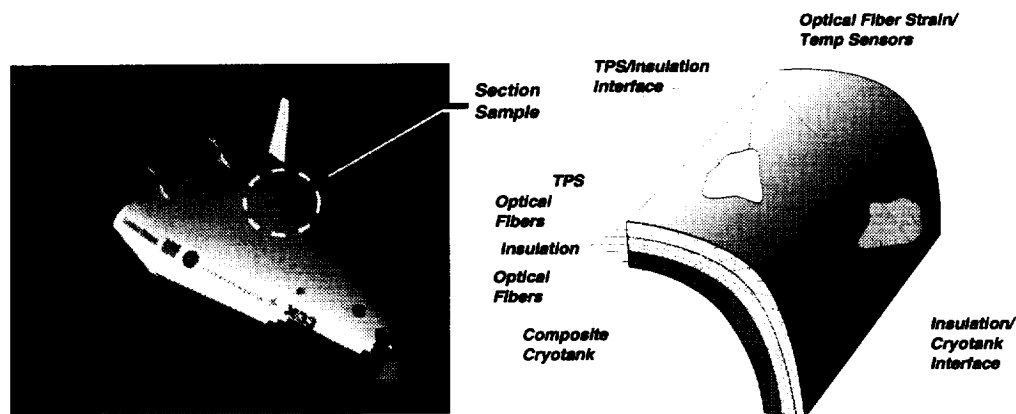 Section
Sample
Optical Fiber Strain/
Temp Sensors
TPS/Insulation
Interface
TPS
Optical
Fibers
Insulation
Optical
Fibers
Composite
Cryotank
Insulation/
Cryotank
Interface